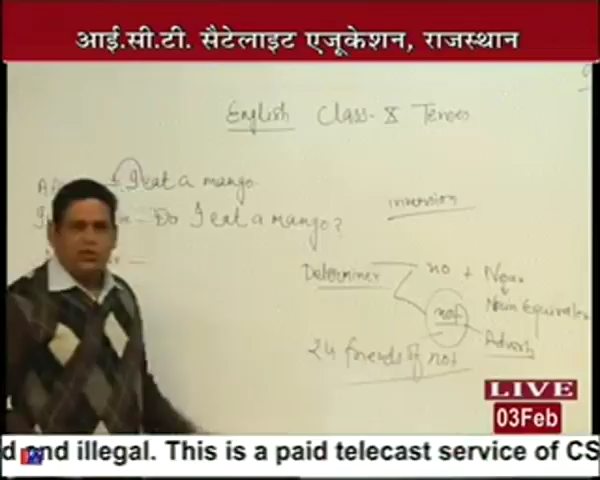 आई.सी.टी. सैटेलाइट एजूकेशन, राजस्थान
English Class-X Tenses
I eat a mango.
Do I eat a mango?
inversion
Determiner
no + Noun
Noun Equivalen
not
Adverb
24 friends of not
LIVE
03Feb
d and illegal. This is a paid telecast service of CS